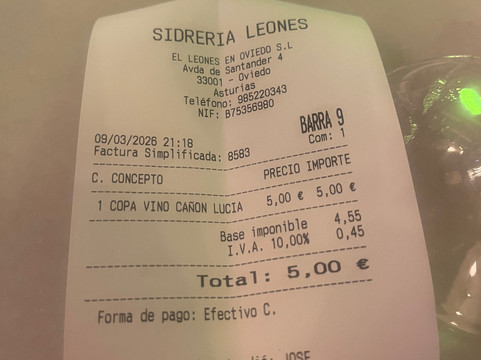 SIDRERIA LEONES
EL LEONES EN OVIEDO S.L
Avda de Santander 4
33001 - Oviedo
Asturias
Teléfono: 985220343
NIF: B75356980
BARRA 9
09/03/2026 21:18
Com: 1
Factura Simplificada: 8583
C. CONCEPTO PRECIO IMPORTE
1 COPA VINO CAÑON LUCIA 5,00 € 5,00 €
Base imponible 4,55
I.V.A. 10,00% 0,45
Total: 5,00 €
Forma de pago: Efectivo C.
JOSE